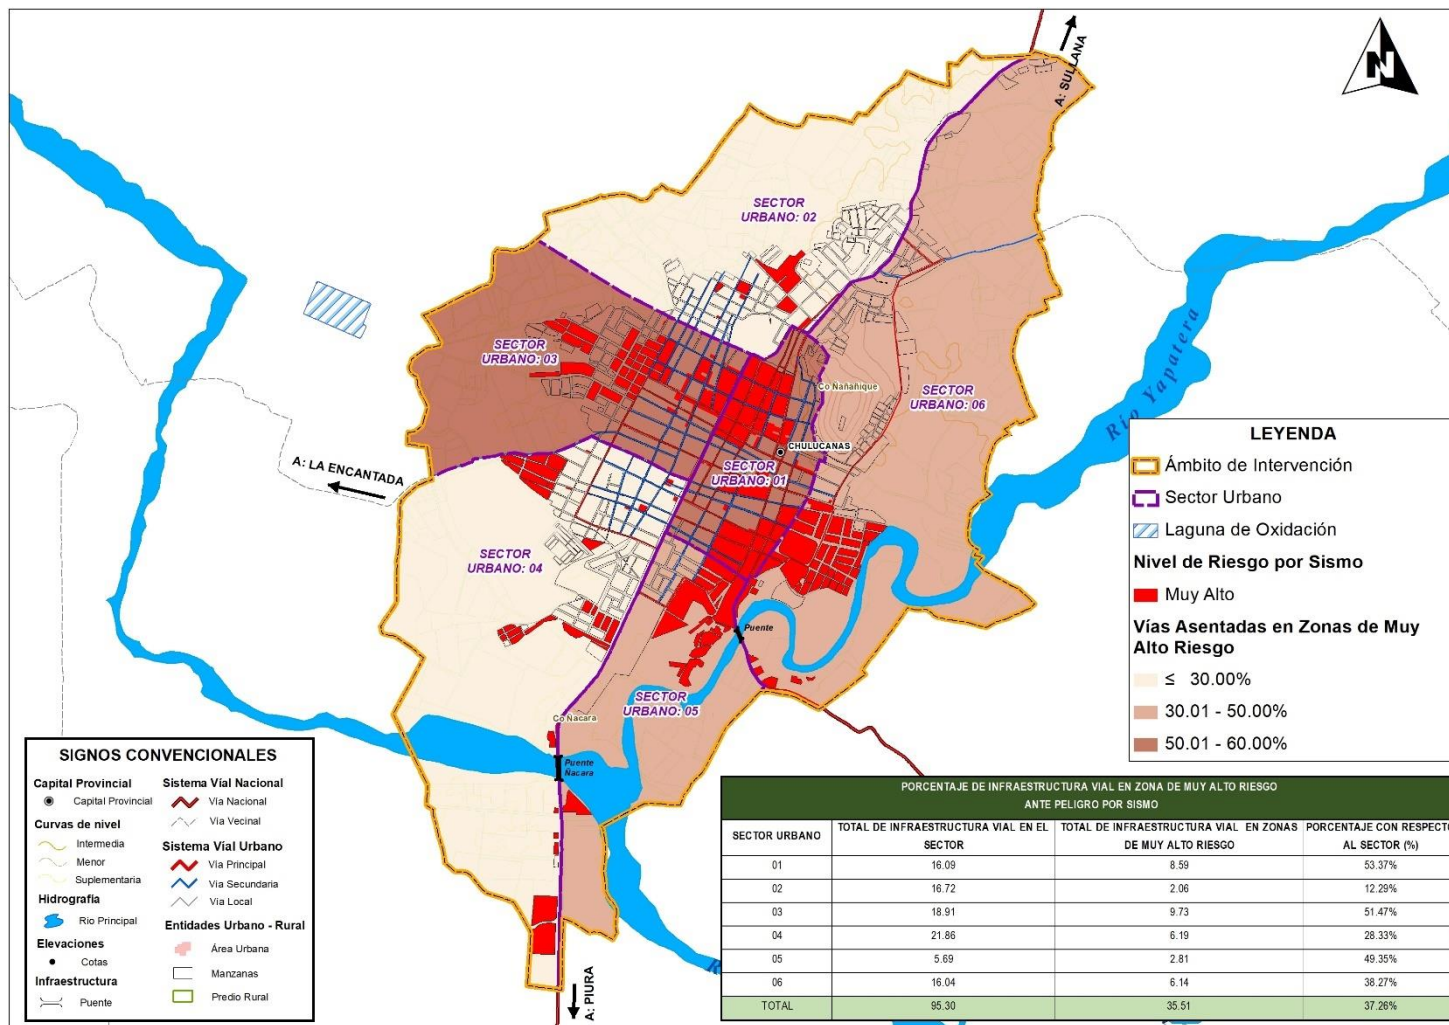 A: SULLANA
N
SECTOR
URBANO: 02
SECTOR
URBANO: 03
SECTOR
URBANO: 06
Co Ñañañique
CHULUCANAS
SECTOR
URBANO: 01
A: LA ENCANTADA
SECTOR
URBANO: 04
Puente
SECTOR
URBANO: 05
Co Ñacara
Puente
Ñacara
A: PIURA
Río Yapatera
LEYENDA
Ámbito de Intervención
Sector Urbano
Laguna de Oxidación
Nivel de Riesgo por Sismo
Muy Alto
Vías Asentadas en Zonas de Muy
Alto Riesgo
≤ 30.00%
30.01 - 50.00%
50.01 - 60.00%
SIGNOS CONVENCIONALES
Capital Provincial
Capital Provincial
Curvas de nivel
Intermedia
Menor
Suplementaria
Hidrografía
Rio Principal
Elevaciones
Cotas
Infraestructura
Puente
Sistema Víal Nacional
Vía Nacional
Vía Vecinal
Sistema Víal Urbano
Vía Principal
Vía Secundaria
Vía Local
Entidades Urbano - Rural
Área Urbana
Manzanas
Predio Rural
PORCENTAJE DE INFRAESTRUCTURA VIAL EN ZONA DE MUY ALTO RIESGO
ANTE PELIGRO POR SISMO
SECTOR URBANO TOTAL DE INFRAESTRUCTURA VIAL EN EL SECTOR TOTAL DE INFRAESTRUCTURA VIAL EN ZONAS DE MUY ALTO RIESGO PORCENTAJE CON RESPECTO AL SECTOR (%)
01 16.09 8.59 53.37%
02 16.72 2.06 12.29%
03 18.91 9.73 51.47%
04 21.86 6.19 28.33%
05 5.69 2.81 49.35%
06 16.04 6.14 38.27%
TOTAL 95.30 35.51 37.26%